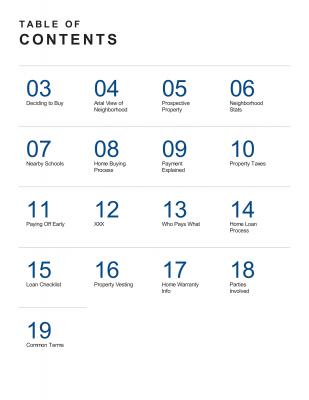 TABLE OF
CONTENTS
03
Deciding to Buy
04
Arial View of
Neighborhood
05
Prospective
Property
06
Neighborhood
Stats
07
Nearby Schools
08
Home Buying
Process
09
Payment
Explained
10
Property Taxes
11
Paying Off Early
12
XXX
13
Who Pays What
14
Home Loan
Process
15
Loan Checklist
16
Property Vesting
17
Home Warranty
Info
18
Parties
Involved
19
Common Terms